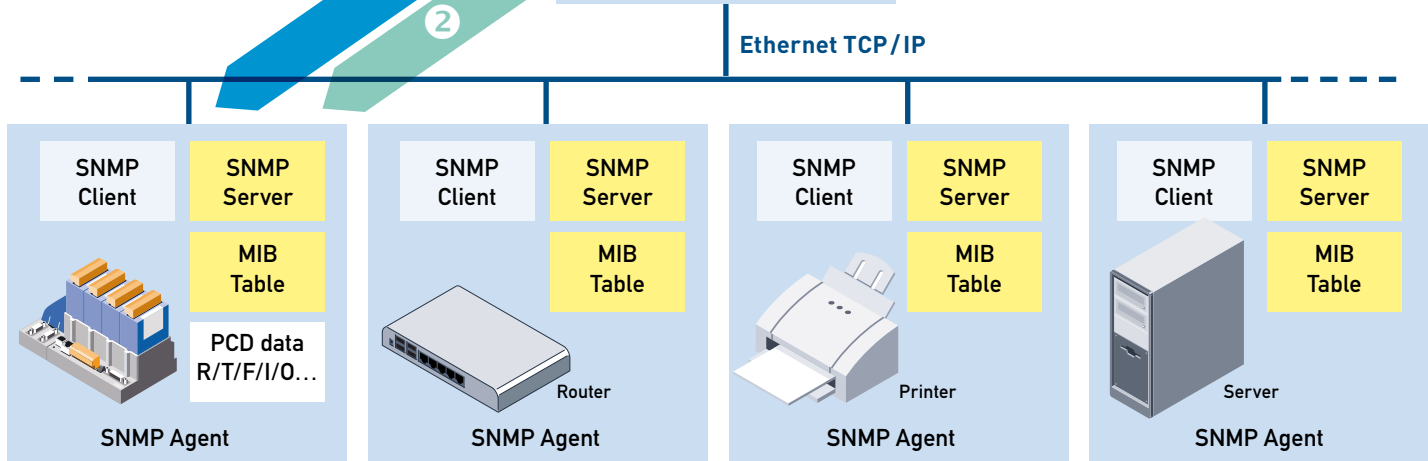 2
Ethernet TCP/IP
SNMP
Client
SNMP
Server
MIB
Table
PCD data
R/T/F/I/O...
SNMP Agent
SNMP
Client
SNMP
Server
MIB
Table
Router
SNMP Agent
SNMP
Client
SNMP
Server
MIB
Table
Printer
SNMP Agent
SNMP
Client
SNMP
Server
MIB
Table
Server
SNMP Agent